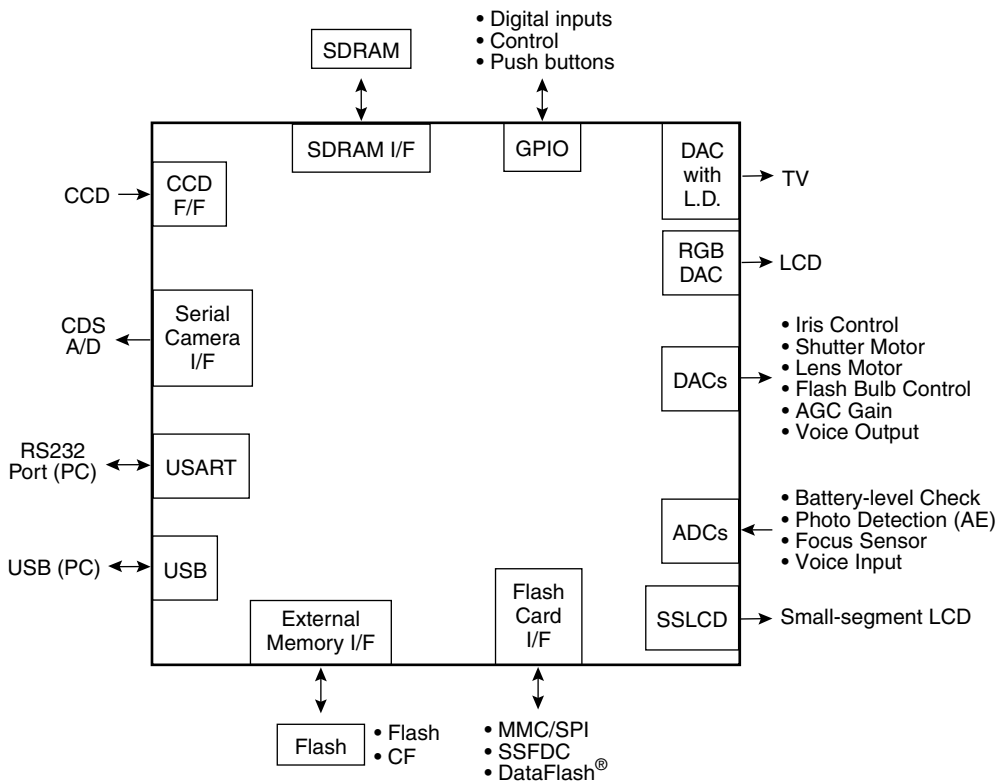 SDRAM
• Digital inputs
• Control
• Push buttons
SDRAM I/F
GPIO
DAC
with
L.D.
TV
CCD
CCD
F/F
RGB
DAC
LCD
CDS
A/D
Serial
Camera
I/F
DACs
• Iris Control
• Shutter Motor
• Lens Motor
• Flash Bulb Control
• AGC Gain
• Voice Output
RS232
Port (PC)
USART
ADCs
• Battery-level Check
• Photo Detection (AE)
• Focus Sensor
• Voice Input
USB (PC)
USB
External
Memory I/F
Flash
Card
I/F
SSLCD
Small-segment LCD
Flash
• Flash
• CF
• MMC/SPI
• SSFDC
• DataFlash®